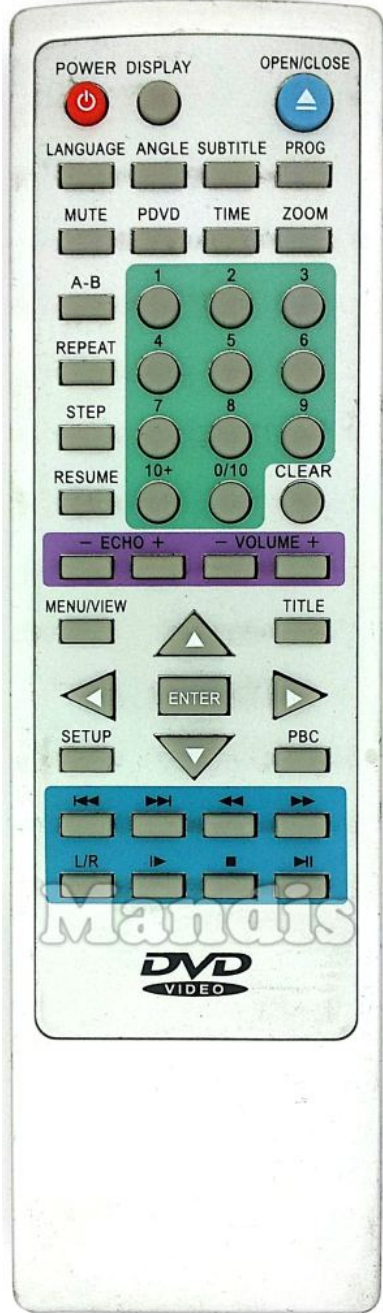 POWER DISPLAY OPEN/CLOSE
LANGUAGE ANGLE SUBTITLE PROG
MUTE PDVD TIME ZOOM
A-B 1 2 3
REPEAT 4 5 6
STEP 7 8 9
RESUME 10+ 0/10 CLEAR
- ECHO + - VOLUME +
MENU/VIEW TITLE
ENTER
SETUP PBC
L/R
Mandis
DVD
VIDEO